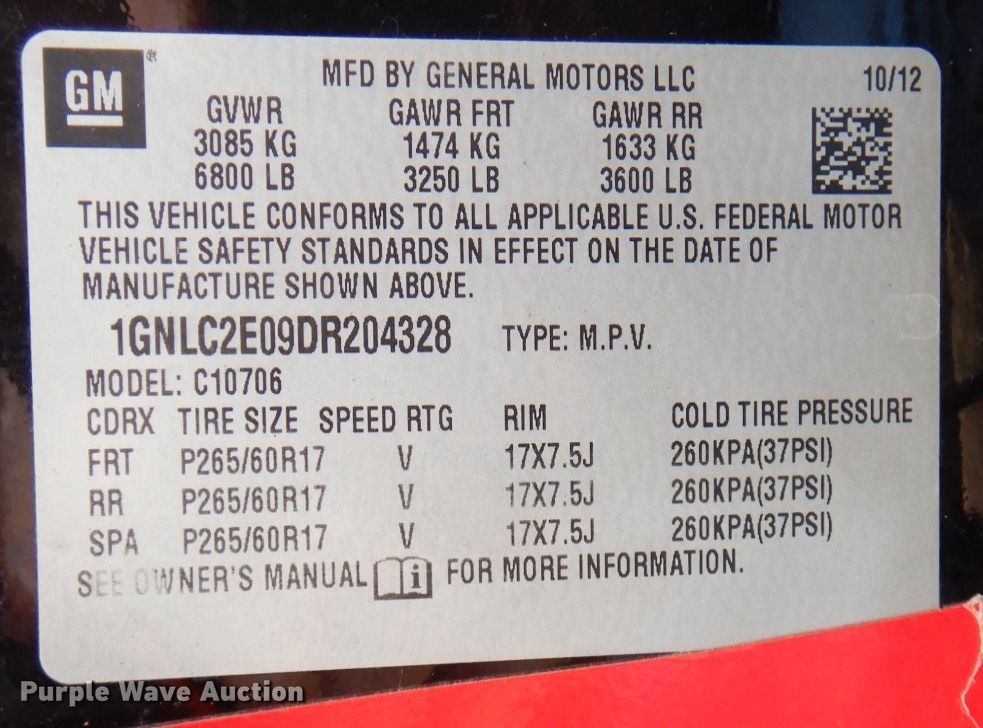 GM ®
MFD BY GENERAL MOTORS LLC 10/12
GVWR GAWR FRT GAWR RR
3085 KG 1474 KG 1633 KG
6800 LB 3250 LB 3600 LB
THIS VEHICLE CONFORMS TO ALL APPLICABLE U.S. FEDERAL MOTOR
VEHICLE SAFETY STANDARDS IN EFFECT ON THE DATE OF
MANUFACTURE SHOWN ABOVE.
1GNLC2E09DR204328 TYPE: M.P.V.
MODEL: C10706
CDRX TIRE SIZE SPEED RTG RIM COLD TIRE PRESSURE
FRT P265/60R17 V 17X7.5J 260KPA(37PSI)
RR P265/60R17 V 17X7.5J 260KPA(37PSI)
SPA P265/60R17 V 17X7.5J 260KPA(37PSI)
SEE OWNER'S MANUAL i FOR MORE INFORMATION.
Purple Wave Auction